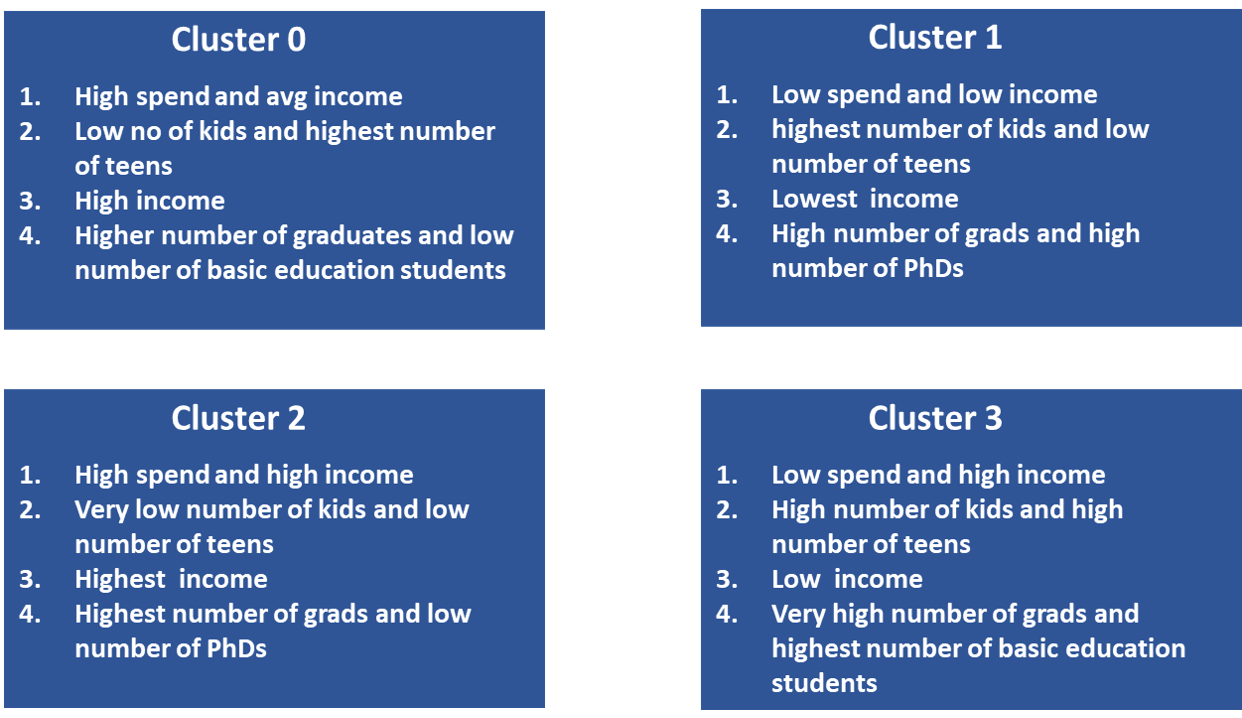 Cluster 0
1. High spend and avg income
2. Low no of kids and highest number
of teens
3. High income
4. Higher number of graduates and low
number of basic education students
Cluster 1
1. Low spend and low income
2. highest number of kids and low
number of teens
3. Lowest income
4. High number of grads and high
number of PhDs
Cluster 2
1. High spend and high income
2. Very low number of kids and low
number of teens
3. Highest income
4. Highest number of grads and low
number of PhDs
Cluster 3
1. Low spend and high income
2. High number of kids and high
number of teens
3. Low income
4. Very high number of grads and
highest number of basic education
students